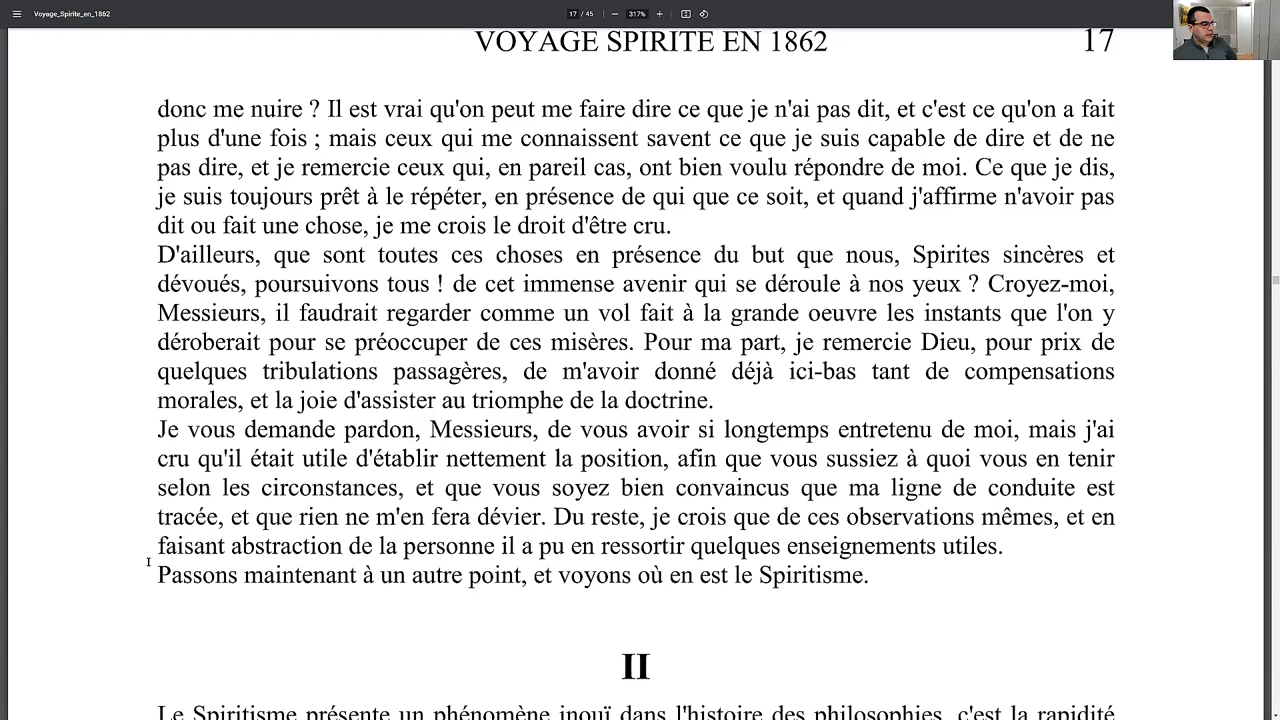 Voyage_Spirite_en_1862
17 / 45
317%
VOYAGE SPIRITE EN 1862
17
donc me nuire ? Il est vrai qu'on peut me faire dire ce que je n'ai pas dit, et c'est ce qu'on a fait
plus d'une fois ; mais ceux qui me connaissent savent ce que je suis capable de dire et de ne
pas dire, et je remercie ceux qui, en pareil cas, ont bien voulu répondre de moi. Ce que je dis,
je suis toujours prêt à le répéter, en présence de qui que ce soit, et quand j'affirme n'avoir pas
dit ou fait une chose, je me crois le droit d'être cru.
D'ailleurs, que sont toutes ces choses en présence du but que nous, Spirites sincères et
dévoués, poursuivons tous ! de cet immense avenir qui se déroule à nos yeux ? Croyez-moi,
Messieurs, il faudrait regarder comme un vol fait à la grande oeuvre les instants que l'on y
déroberait pour se préoccuper de ces misères. Pour ma part, je remercie Dieu, pour prix de
quelques tribulations passagères, de m'avoir donné déjà ici-bas tant de compensations
morales, et la joie d'assister au triomphe de la doctrine.
Je vous demande pardon, Messieurs, de vous avoir si longtemps entretenu de moi, mais j'ai
cru qu'il était utile d'établir nettement la position, afin que vous sussiez à quoi vous en tenir
selon les circonstances, et que vous soyez bien convaincus que ma ligne de conduite est
tracée, et que rien ne m'en fera dévier. Du reste, je crois que de ces observations mêmes, et en
faisant abstraction de la personne il a pu en ressortir quelques enseignements utiles.
Passons maintenant à un autre point, et voyons où en est le Spiritisme.
II
Le Spiritisme présente un phénomène inouï dans l'histoire des philosophies, c'est la rapidité